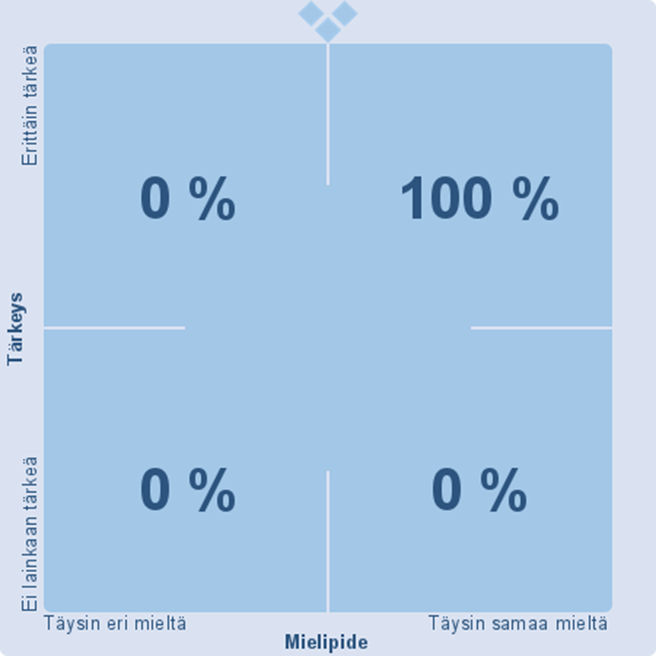 Erittäin tärkeä
0 %
100 %
Tärkeys
Ei lainkaan tärkeä
0 %
0 %
Täysin eri mieltä
Täysin samaa mieltä
Mielipide